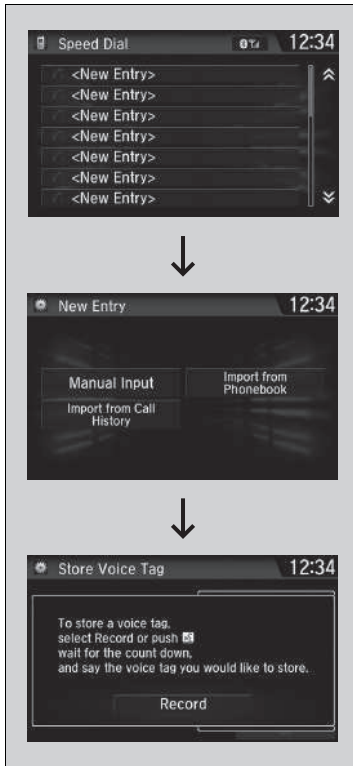 Speed Dial 12:34
<New Entry>
<New Entry>
<New Entry>
<New Entry>
<New Entry>
<New Entry>
<New Entry>
New Entry 12:34
Manual Input
Import from
Phonebook
Import from Call
History
Store Voice Tag 12:34
To store a voice tag,
select Record or push
wait for the count down,
and say the voice tag you would like to store.
Record